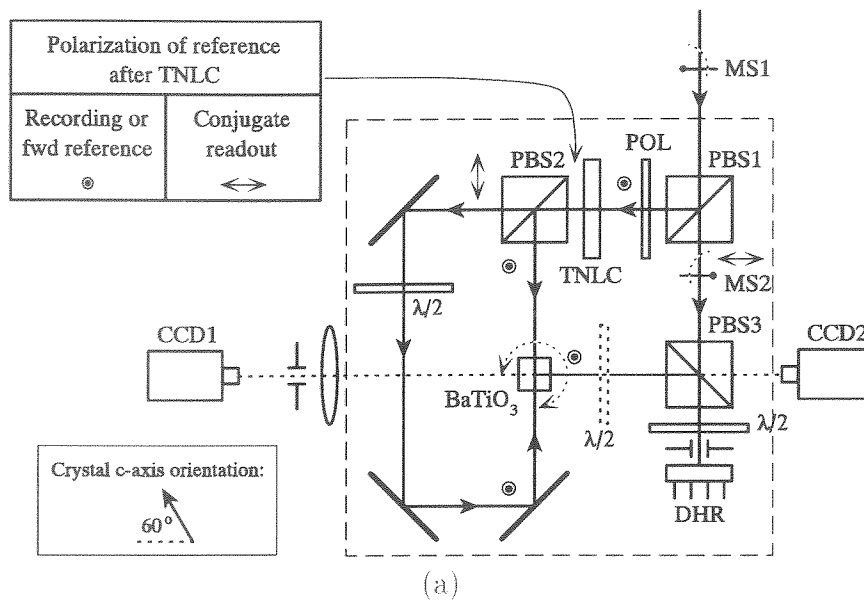 Polarization of reference
after TNLC
Recording or
fwd reference
Conjugate
readout
MS1
POL
PBS2
PBS1
TNLC
MS2
λ/2
PBS3
CCD1
CCD2
BaTiO3
λ/2
λ/2
DHR
Crystal c-axis orientation:
60°
(a)